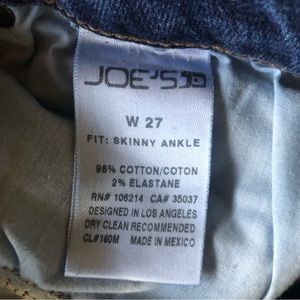 JOE'S
W 27
FIT: SKINNY ANKLE
98% COTTON/COTON
2% ELASTANE
RN# 106214 CA# 35037
DESIGNED IN LOS ANGELES
DRY CLEAN RECOMMENDED
CL#160M MADE IN MEXICO